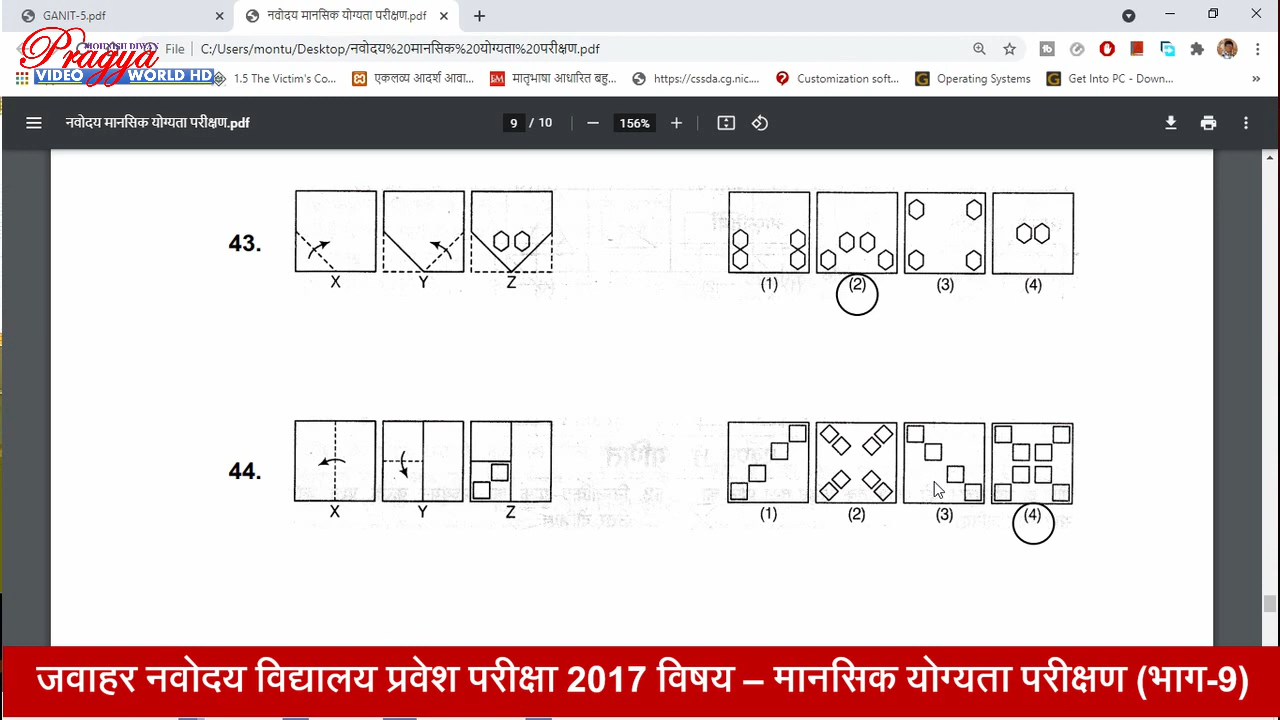 GANIT-5.pdf
नवोदय मानसिक योग्यता परीक्षण.pdf
MOHNISH DIWAN
Pragya
VIDEO WORLD HD
File C:/Users/montu/Desktop/नवोदय%20मानसिक%20योग्यता%20परीक्षण.pdf
1.5 The Victim's Co...
एकलव्य आदर्श आवा...
मातृभाषा आधारित बहु...
https://cssda.cg.nic....
Customization soft...
Operating Systems
Get Into PC - Down...
»
नवोदय मानसिक योग्यता परीक्षण.pdf
9 / 10
156%
43.
X Y Z
(1) (2) (3) (4)
44.
X Y Z
(1) (2) (3) (4)
जवाहर नवोदय विद्यालय प्रवेश परीक्षा 2017 विषय – मानसिक योग्यता परीक्षण (भाग-9)